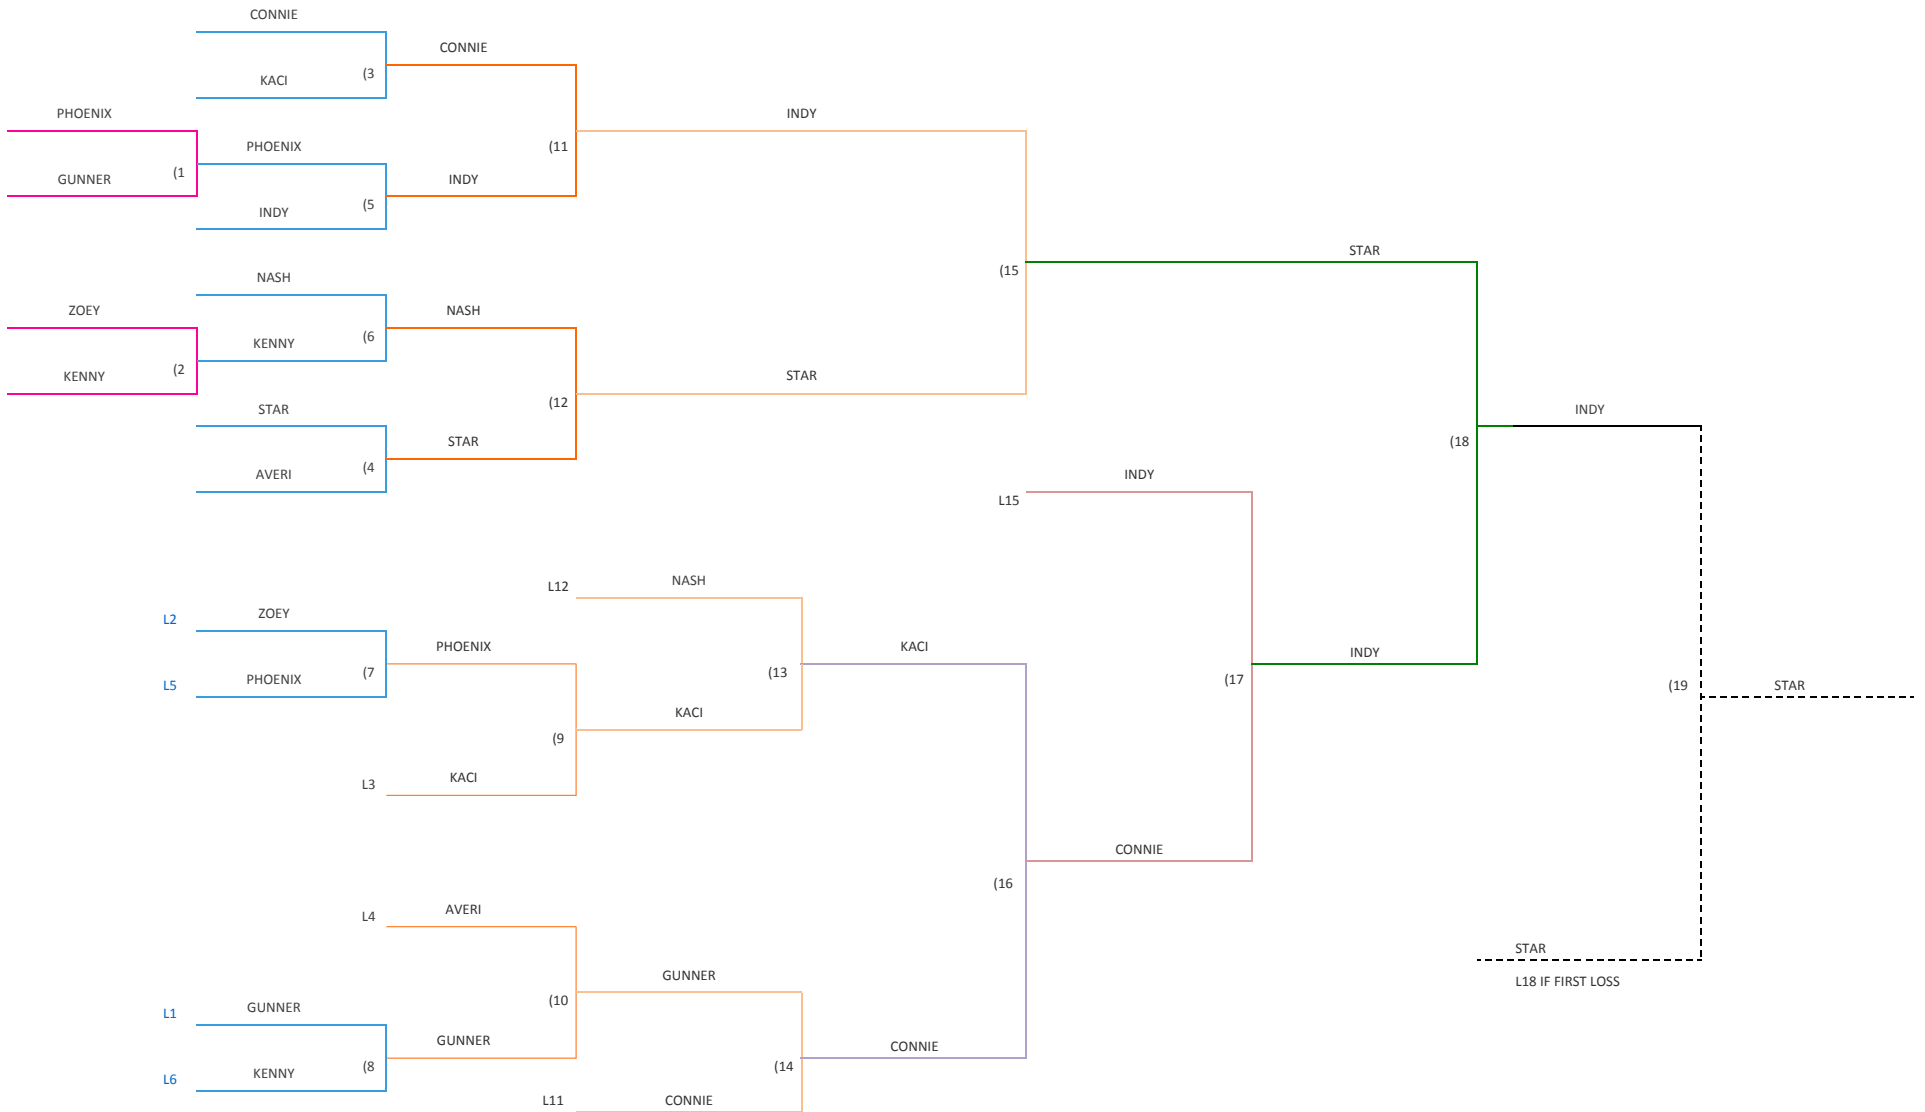 CONNIE
CONNIE
KACI
(3
PHOENIX
INDY
PHOENIX
(11
GUNNER
(1
INDY
(5
INDY
STAR
(15
NASH
ZOEY
NASH
KENNY
(6
KENNY
(2
STAR
(12
STAR
INDY
STAR
(18
AVERI
(4
INDY
L15
NASH
L12
ZOEY
L2
PHOENIX
KACI
INDY
(7
(13
(17
PHOENIX
L5
KACI
(9
(19
STAR
KACI
L3
CONNIE
(16
AVERI
L4
STAR
GUNNER
L18 IF FIRST LOSS
(10
GUNNER
L1
GUNNER
CONNIE
KENNY
(8
(14
L6
L11
CONNIE